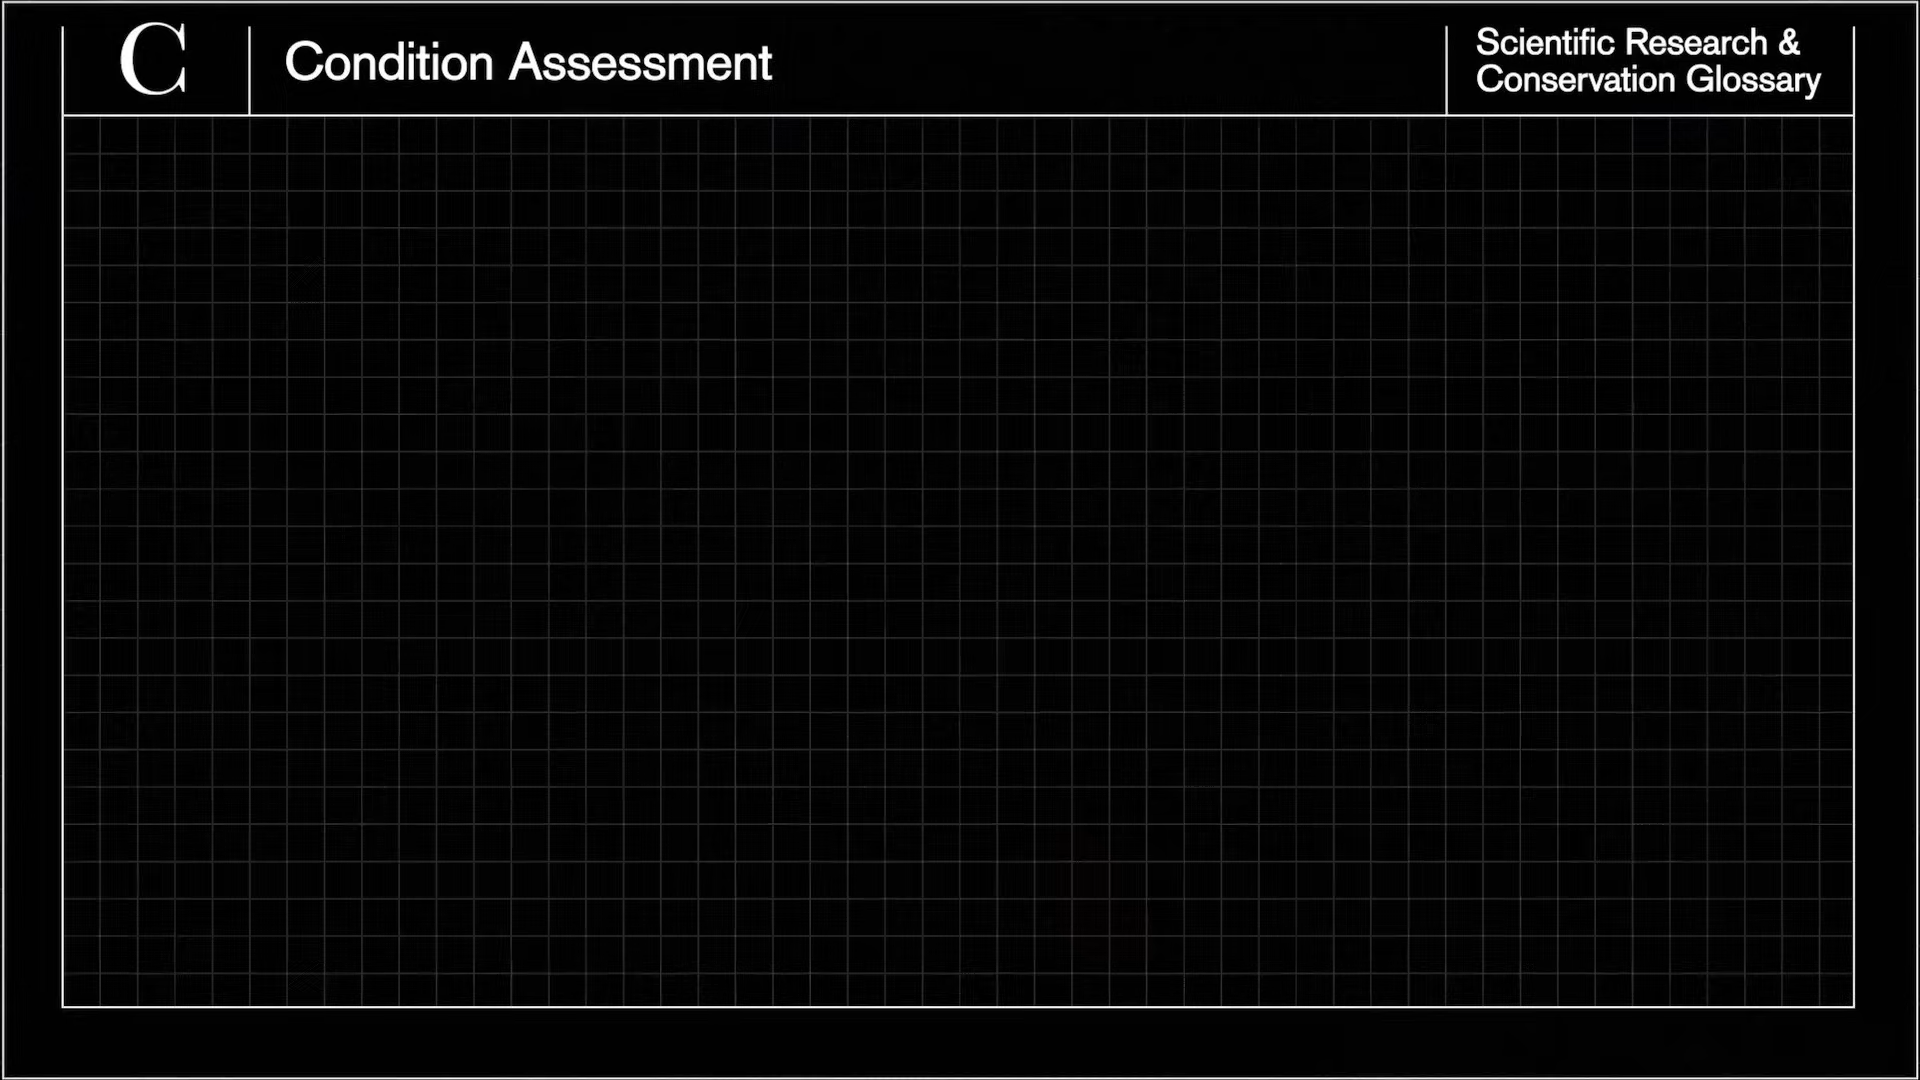 C
Condition Assessment
Scientific Research &
Conservation Glossary